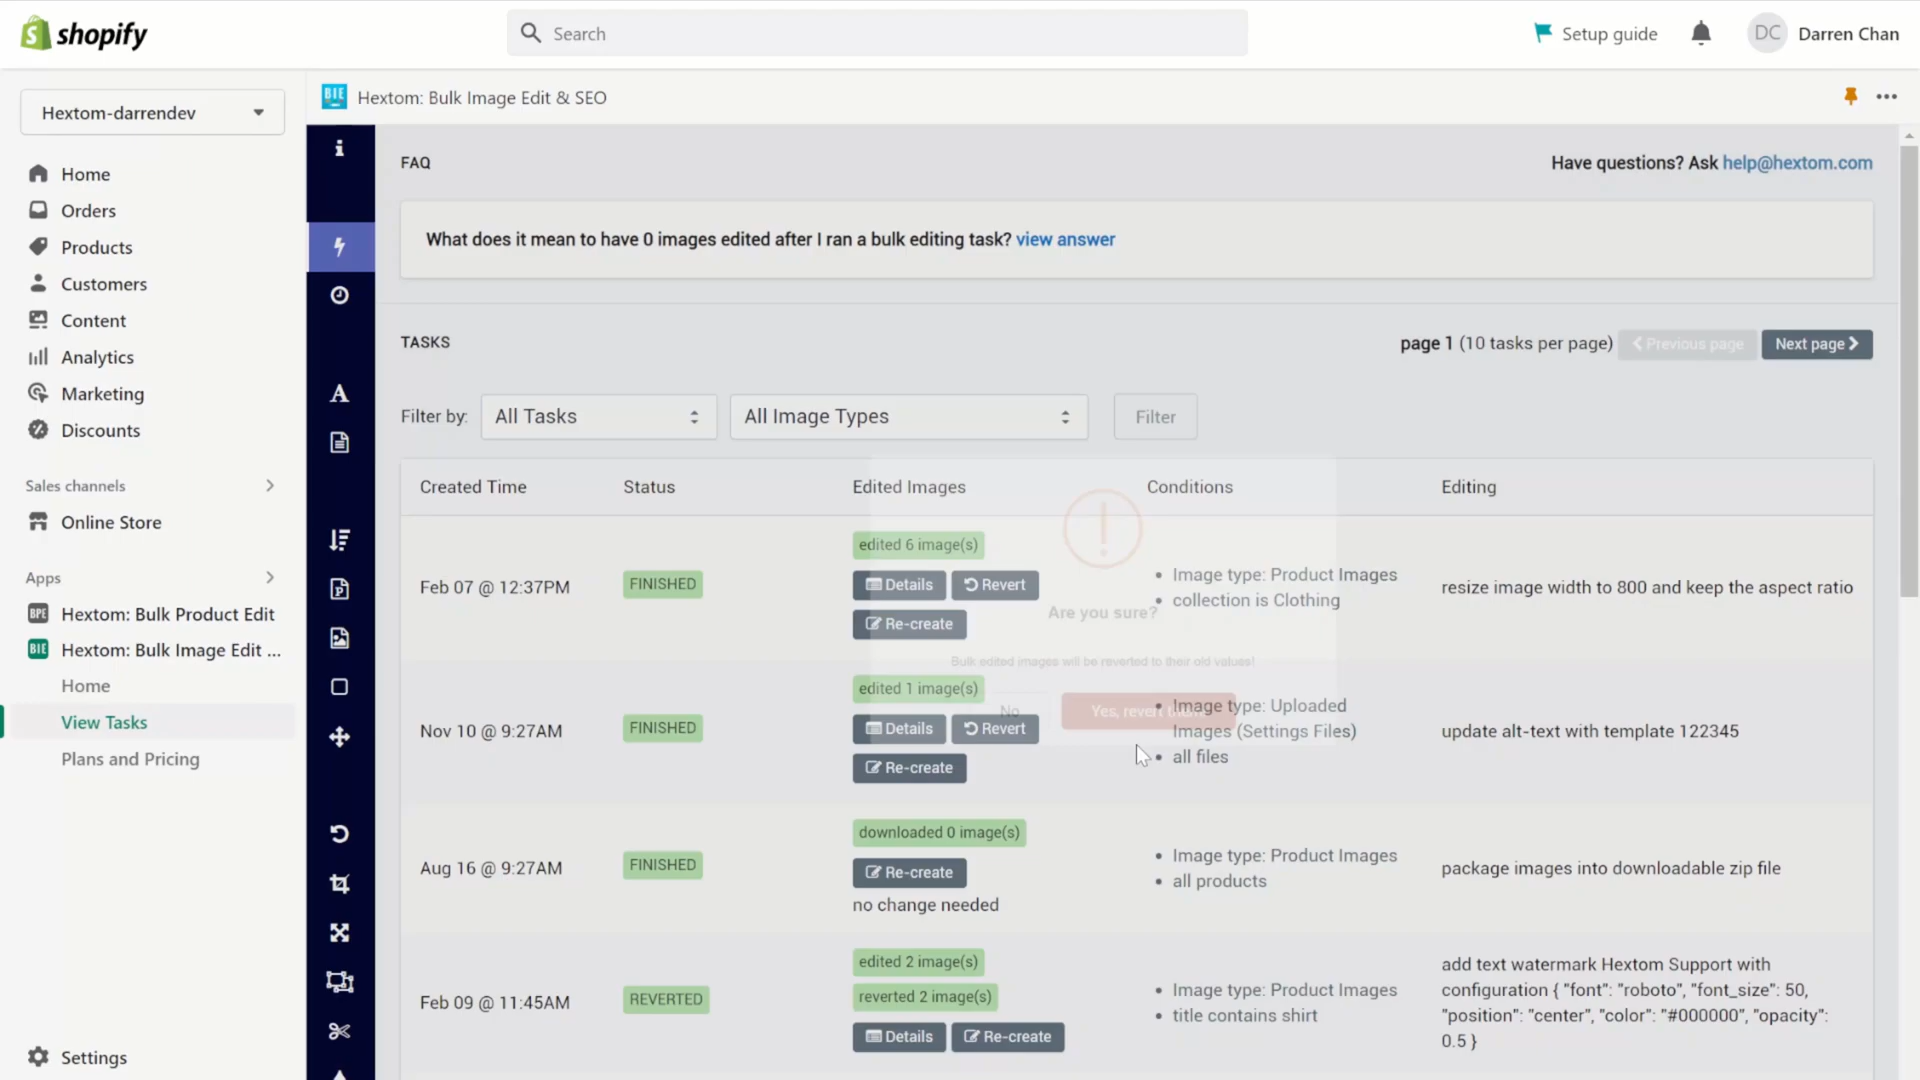 shopify
Search
Setup guide
DC
Darren Chan
Hextom-darrendev
BIE
Hextom: Bulk Image Edit & SEO
Home
Orders
Products
Customers
Content
Analytics
Marketing
Discounts
Sales channels
Online Store
Apps
BPE Hextom: Bulk Product Edit
BIE Hextom: Bulk Image Edit ...
Home
View Tasks
Plans and Pricing
Settings
FAQ
Have questions? Ask help@hextom.com
What does it mean to have 0 images edited after I ran a bulk editing task? view answer
TASKS
page 1 (10 tasks per page)
Previous page
Next page
Filter by:
All Tasks
All Image Types
Filter
Created Time
Status
Edited Images
Conditions
Editing
Feb 07 @ 12:37PM
FINISHED
edited 6 image(s)
Details
Revert
Re-create
• Image type: Product Images
• collection is Clothing
resize image width to 800 and keep the aspect ratio
Are you sure?
Bulk edited images will be reverted to their old values!
No
Yes, revert them!
Nov 10 @ 9:27AM
FINISHED
edited 1 image(s)
Details
Revert
Re-create
• Image type: Uploaded
Images (Settings Files)
• all files
update alt-text with template 122345
Aug 16 @ 9:27AM
FINISHED
downloaded 0 image(s)
Re-create
no change needed
• Image type: Product Images
• all products
package images into downloadable zip file
Feb 09 @ 11:45AM
REVERTED
edited 2 image(s)
reverted 2 image(s)
Details
Re-create
• Image type: Product Images
• title contains shirt
add text watermark Hextom Support with
configuration { "font": "roboto", "font_size": 50,
"position": "center", "color": "#000000", "opacity":
0.5 }